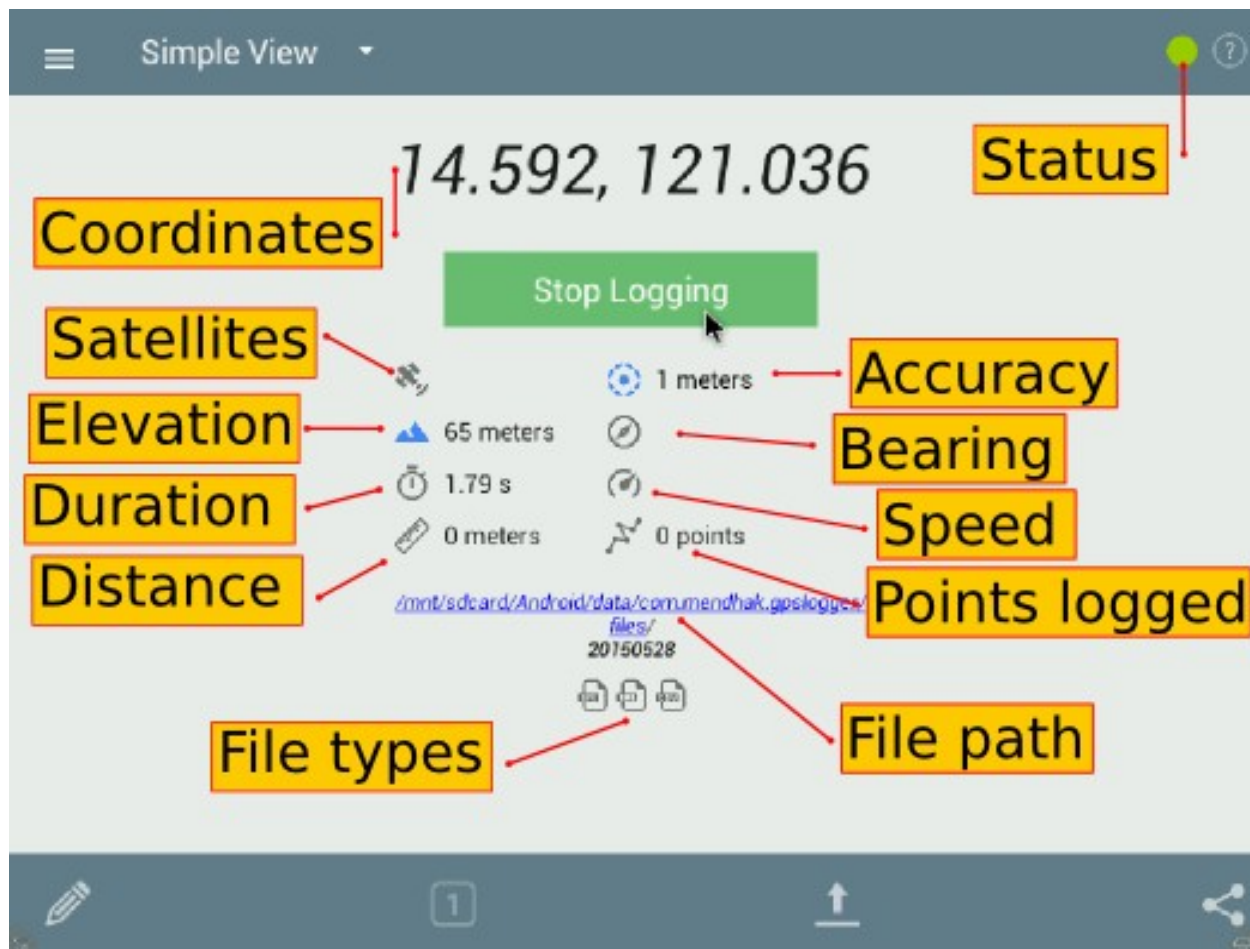 Simple View
?
Status
14.592, 121.036
Coordinates
Stop Logging
Satellites
1 meters
Accuracy
Elevation
65 meters
Bearing
Duration
1.79 s
Speed
Distance
0 meters
0 points
Points logged
/mnt/sdcard/Android/data/com.mendhak.gpslogger/
files/
20150528
File types
File path
1